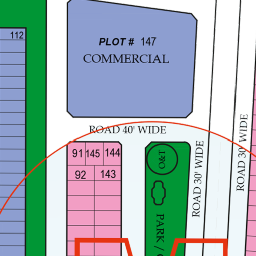 112
PLOT # 147
COMMERCIAL
ROAD 40' WIDE
91 145 144
92 143
O&I
PARK /
ROAD 30' WIDE
ROAD 30' WIDE